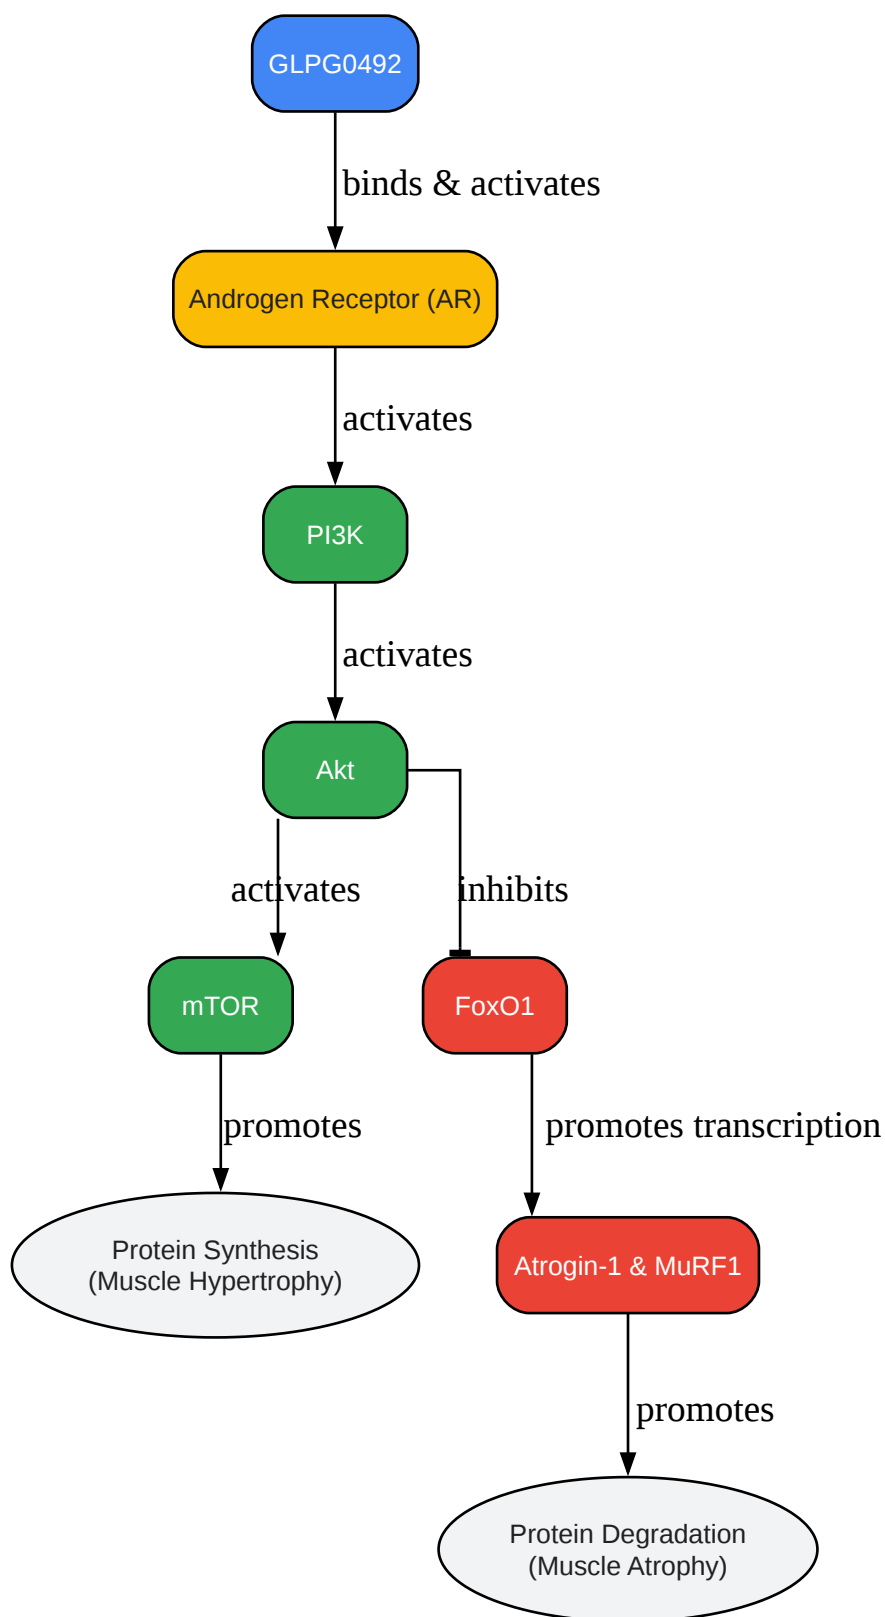 GLPG0492
binds & activates
Androgen Receptor (AR)
activates
PI3K
activates
Akt
activates
inhibits
mTOR
FoxO1
promotes
promotes transcription
Protein Synthesis
(Muscle Hypertrophy)
Atrogin-1 & MuRF1
promotes
Protein Degradation
(Muscle Atrophy)